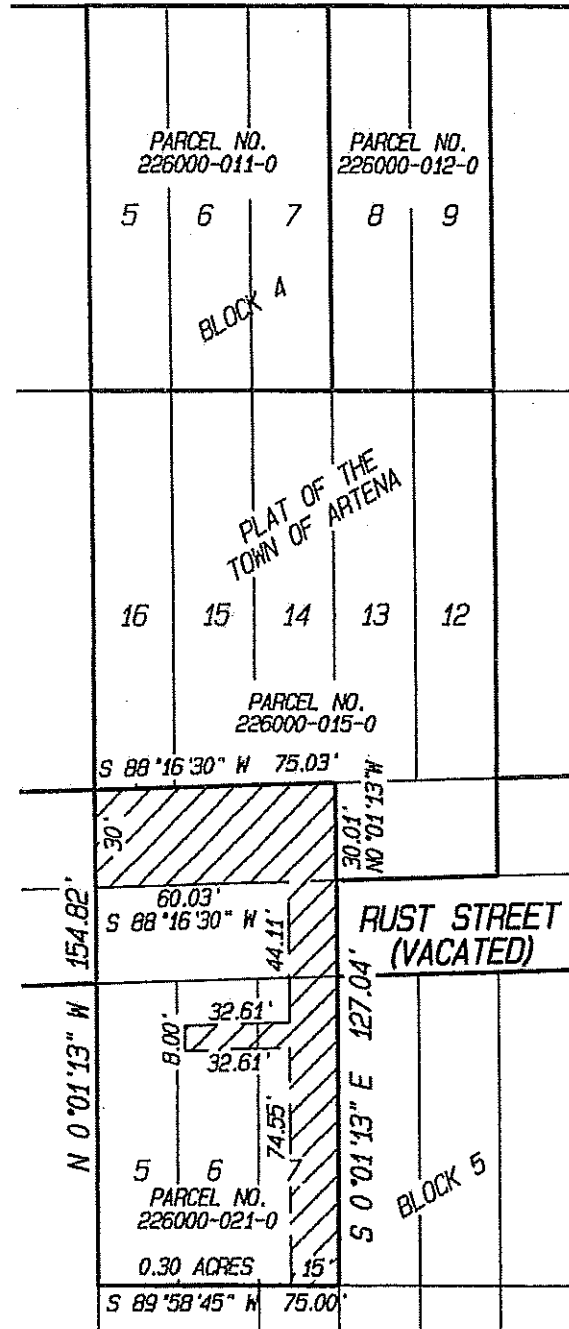 PARCEL NO.
226000-011-0
PARCEL NO.
226000-012-0
5 6 7 8 9
BLOCK 4
PLAT OF THE
TOWN OF ARTENA
16 15 14 13 12
PARCEL NO.
226000-015-0
S 88°16'30" W 75.03'
30'
30.01'
N0°01'13"W
60.03'
S 88°16'30" W
44.11'
RUST STREET
(VACATED)
N 0°01'13" W 154.82'
S 0°01'13" E 127.04'
32.61'
8.00'
32.61'
74.55'
5 6 7
PARCEL NO.
226000-021-0
BLOCK 5
0.30 ACRES 15'
S 89°58'45" W 75.00'